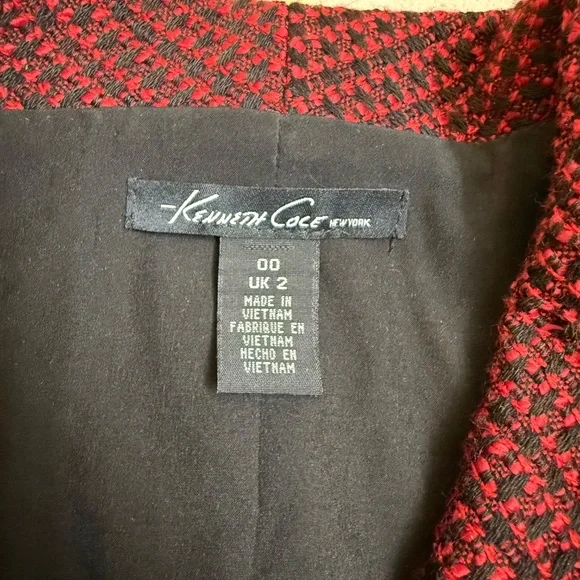 Kenneth Cole NEW YORK
00
UK 2
MADE IN
VIETNAM
FABRIQUE EN
VIETNAM
HECHO EN
VIETNAM